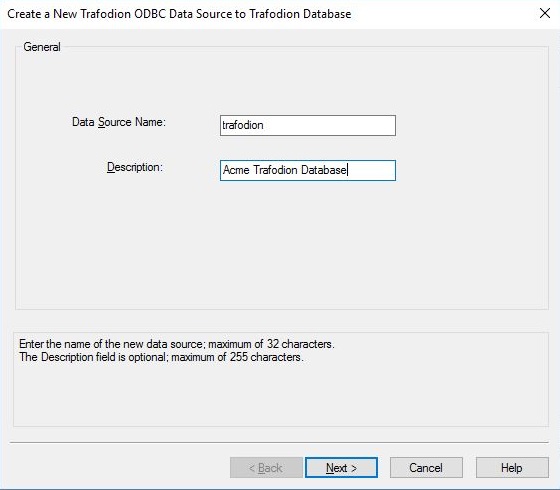 Create a New Trafodion ODBC Data Source to Trafodion Database
General
Data Source Name: trafodion
Description: Acme Trafodion Database
Enter the name of the new data source; maximum of 32 characters.
The Description field is optional; maximum of 255 characters.
< Back Next > Cancel Help